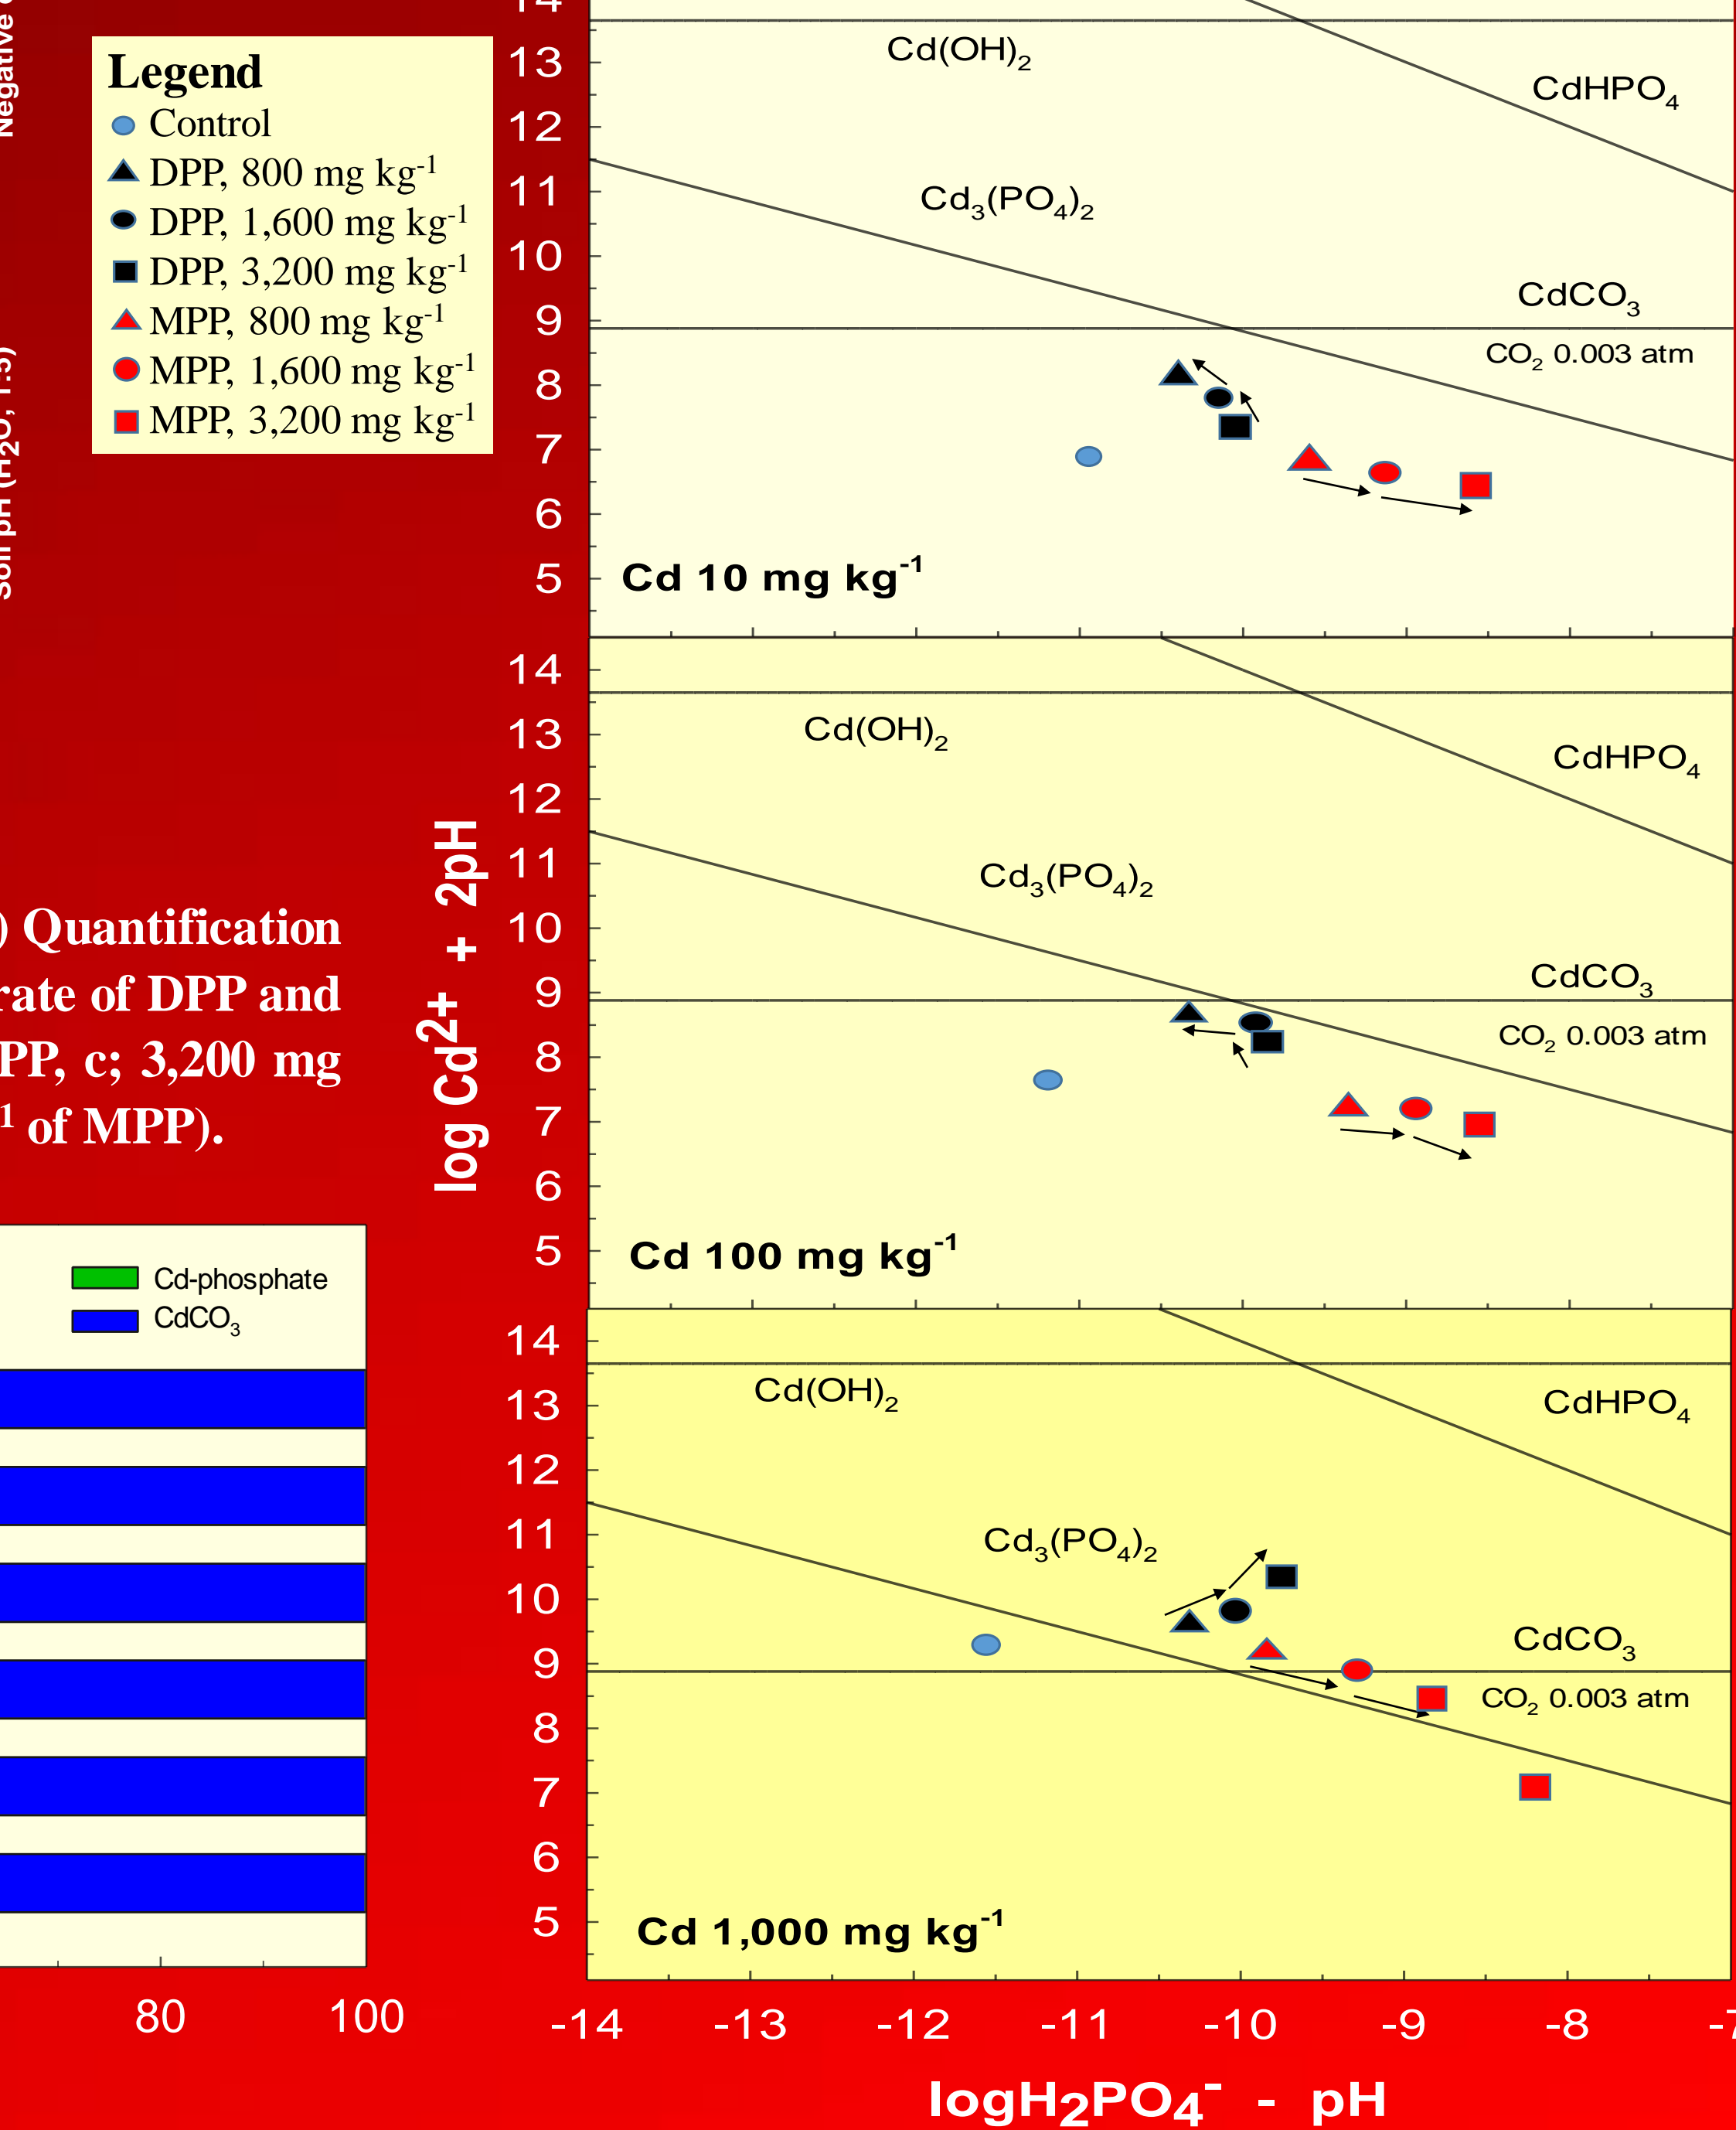 Negative
Soil pH (H2O, 1:5)
Legend
Control
DPP, 800 mg kg-1
DPP, 1,600 mg kg-1
DPP, 3,200 mg kg-1
MPP, 800 mg kg-1
MPP, 1,600 mg kg-1
MPP, 3,200 mg kg-1
) Quantification
rate of DPP and
PP, c; 3,200 mg
1 of MPP).
Cd-phosphate
CdCO3
80 100
log Cd2+ + 2pH
14
13
12
11
10
9
8
7
6
5
Cd(OH)2
CdHPO4
Cd3(PO4)2
CdCO3
CO2 0.003 atm
Cd 10 mg kg-1
14
13
12
11
10
9
8
7
6
5
Cd(OH)2
CdHPO4
Cd3(PO4)2
CdCO3
CO2 0.003 atm
Cd 100 mg kg-1
14
13
12
11
10
9
8
7
6
5
Cd(OH)2
CdHPO4
Cd3(PO4)2
CdCO3
CO2 0.003 atm
Cd 1,000 mg kg-1
-14 -13 -12 -11 -10 -9 -8 -7
logH2PO4- - pH